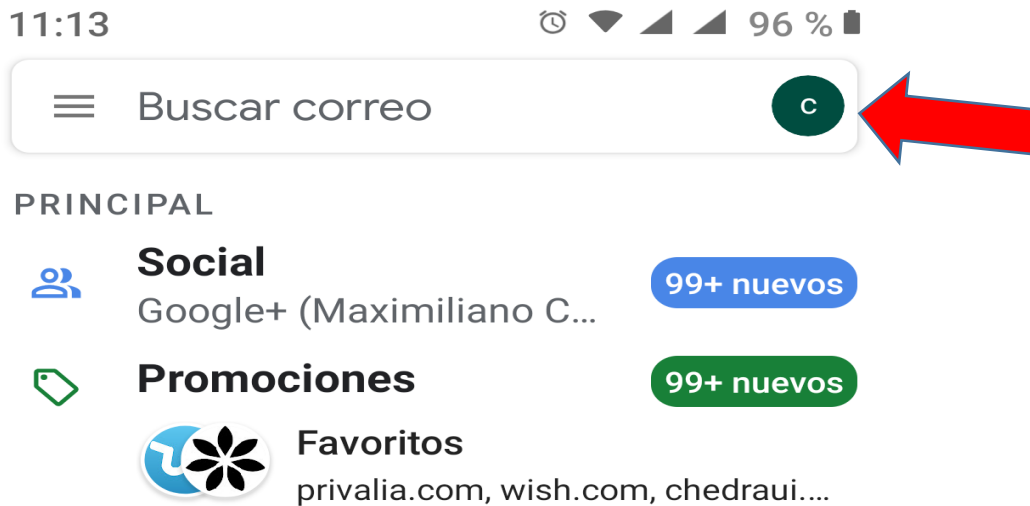 11:13 96 %
Buscar correo C
PRINCIPAL
Social
99+ nuevos
Google+ (Maximiliano C...
Promociones
99+ nuevos
Favoritos
privalia.com, wish.com, chedraui....